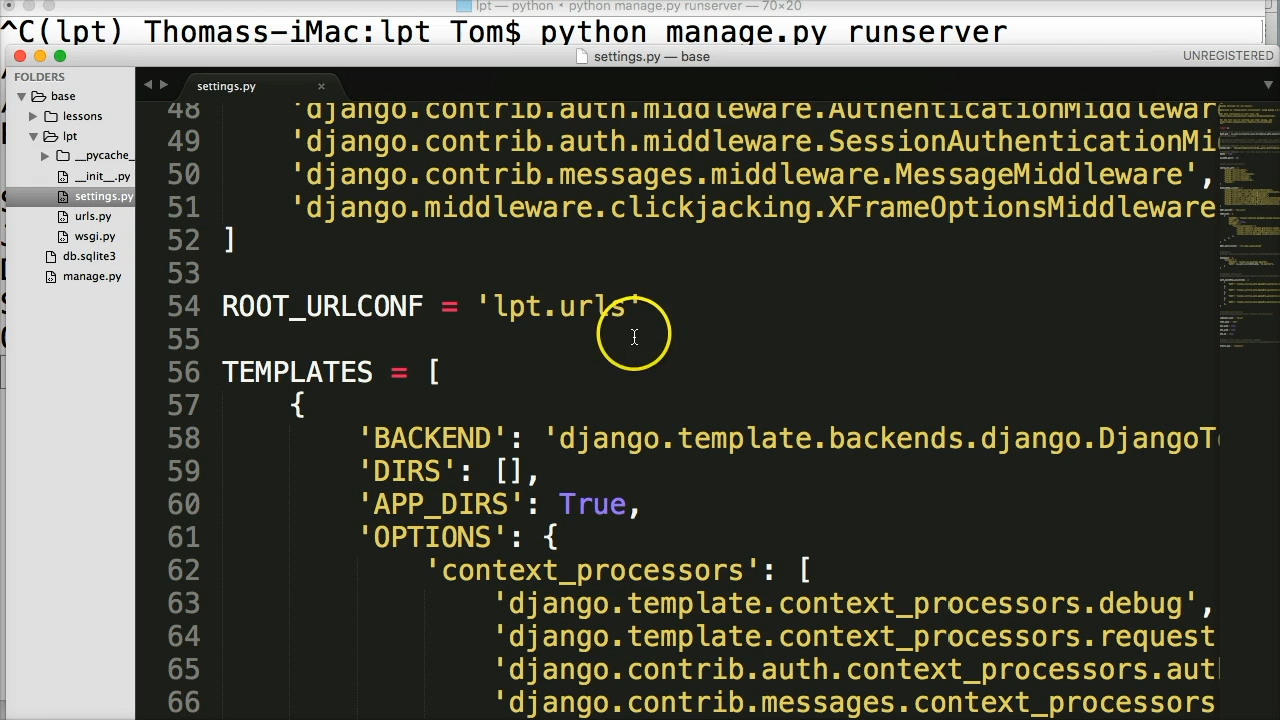 lpt — python • python manage.py runserver — 70×20
^C(lpt) Thomass-iMac:lpt Tom$ python manage.py runserver
settings.py — base
UNREGISTERED
FOLDERS
base
lessons
lpt
__pycache_
__init__.py
settings.py
urls.py
wsgi.py
db.sqlite3
manage.py
settings.py
48 'django.contrib.auth.middleware.AuthenticationMiddlewar
49 'django.contrib.auth.middleware.SessionAuthenticationMi
50 'django.contrib.messages.middleware.MessageMiddleware',
51 'django.middleware.clickjacking.XFrameOptionsMiddleware
52 ]
53
54 ROOT_URLCONF = 'lpt.urls'
55
56 TEMPLATES = [
57 {
58 'BACKEND': 'django.template.backends.django.DjangoT
59 'DIRS': [],
60 'APP_DIRS': True,
61 'OPTIONS': {
62 'context_processors': [
63 'django.template.context_processors.debug',
64 'django.template.context_processors.request
65 'django.contrib.auth.context_processors.aut
66 'django.contrib.messages.context_processors